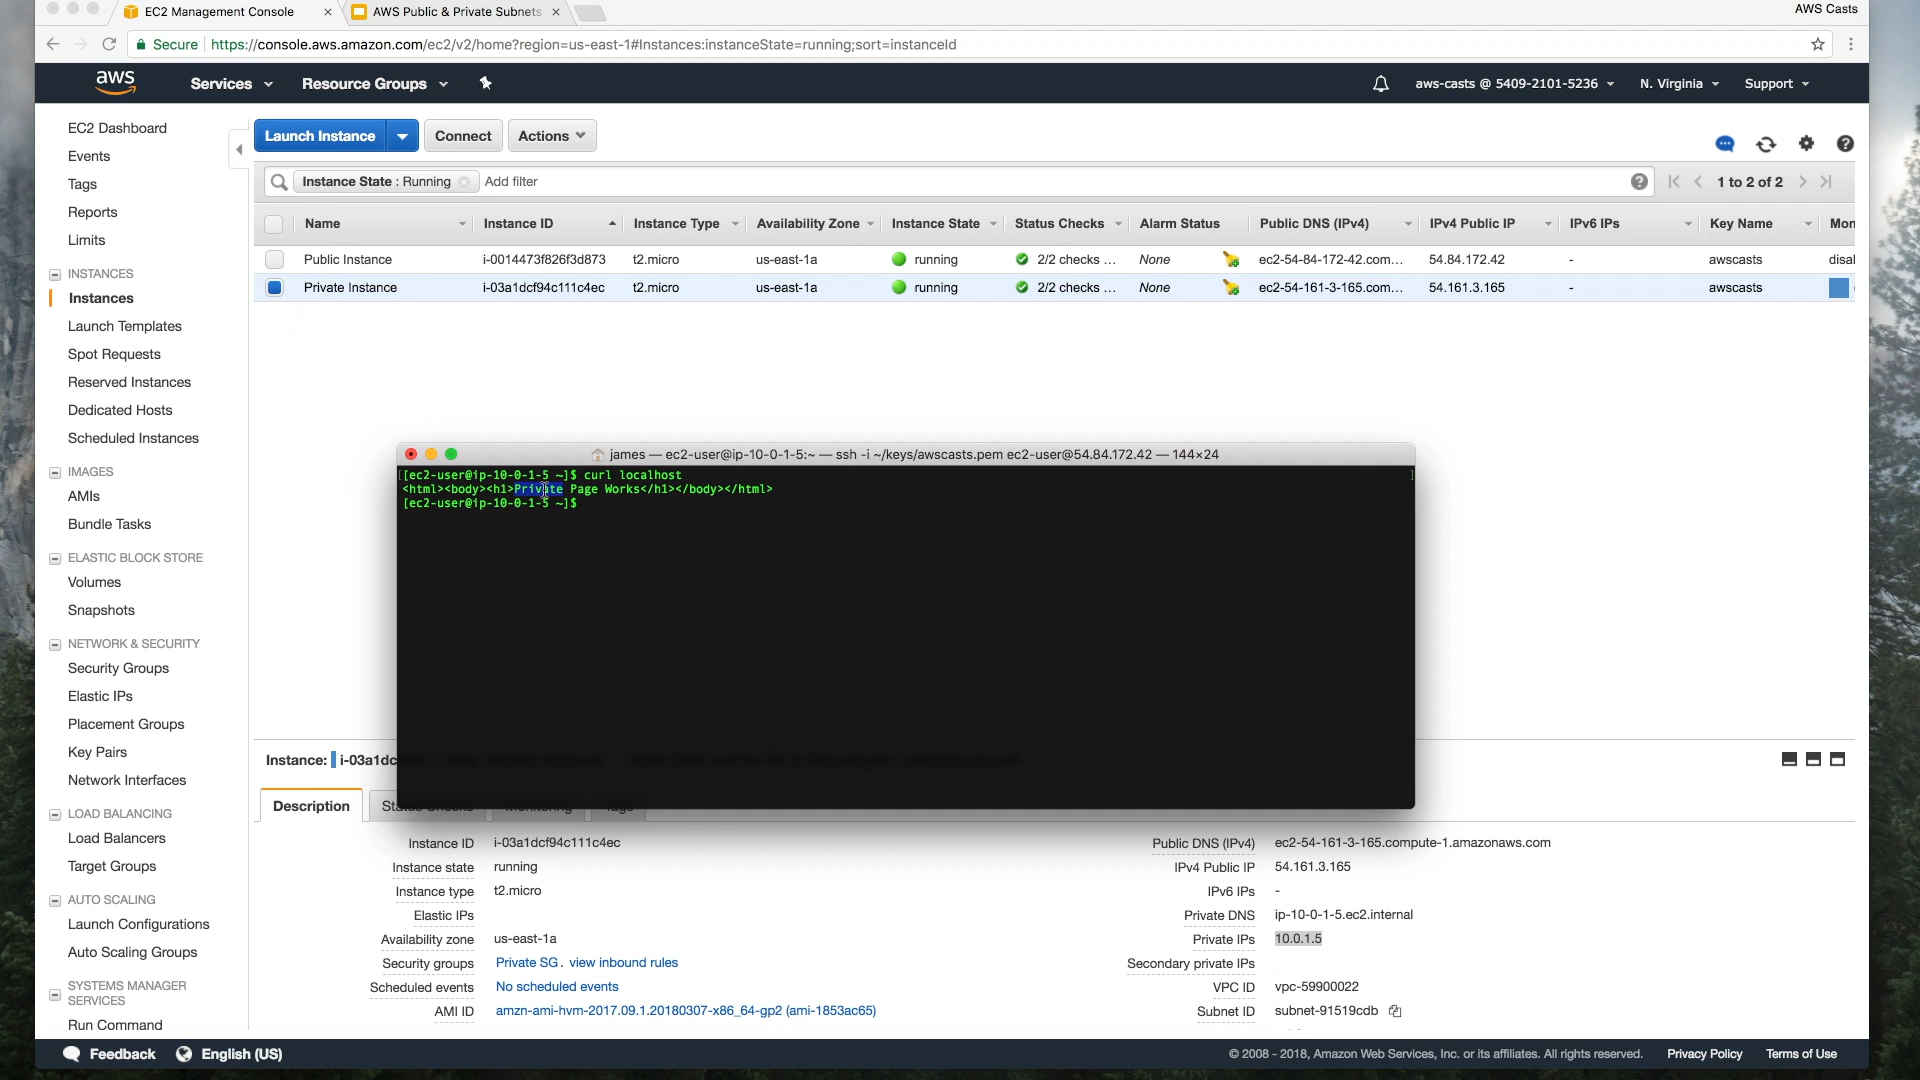 EC2 Management Console
AWS Public & Private Subnets
AWS Casts
Secure
https://console.aws.amazon.com/ec2/v2/home?region=us-east-1#Instances:instanceState=running;sort=instanceId
aws
Services
Resource Groups
aws-casts @ 5409-2101-5236
N. Virginia
Support
EC2 Dashboard
Events
Tags
Reports
Limits
INSTANCES
Instances
Launch Templates
Spot Requests
Reserved Instances
Dedicated Hosts
Scheduled Instances
IMAGES
AMIs
Bundle Tasks
ELASTIC BLOCK STORE
Volumes
Snapshots
NETWORK & SECURITY
Security Groups
Elastic IPs
Placement Groups
Key Pairs
Network Interfaces
LOAD BALANCING
Load Balancers
Target Groups
AUTO SCALING
Launch Configurations
Auto Scaling Groups
SYSTEMS MANAGER
SERVICES
Run Command
Launch Instance
Connect
Actions
Instance State : Running
Add filter
1 to 2 of 2
Name Instance ID Instance Type Availability Zone Instance State Status Checks Alarm Status Public DNS (IPv4) IPv4 Public IP IPv6 IPs Key Name Mon
Public Instance i-0014473f826f3d873 t2.micro us-east-1a running 2/2 checks ... None ec2-54-84-172-42.com... 54.84.172.42 - awscasts disal
Private Instance i-03a1dcf94c111c4ec t2.micro us-east-1a running 2/2 checks ... None ec2-54-161-3-165.com... 54.161.3.165 - awscasts
james — ec2-user@ip-10-0-1-5:~ — ssh -i ~/keys/awscasts.pem ec2-user@54.84.172.42 — 144×24
[[ec2-user@ip-10-0-1-5 ~]$ curl localhost ]
<html><body><h1>Private Page Works</h1></body></html>
[ec2-user@ip-10-0-1-5 ~]$
Instance: i-03a1dc
Description
Status Checks
Monitoring
Tags
Instance ID i-03a1dcf94c111c4ec
Instance state running
Instance type t2.micro
Elastic IPs
Availability zone us-east-1a
Security groups Private SG. view inbound rules
Scheduled events No scheduled events
AMI ID amzn-ami-hvm-2017.09.1.20180307-x86_64-gp2 (ami-1853ac65)
Public DNS (IPv4) ec2-54-161-3-165.compute-1.amazonaws.com
IPv4 Public IP 54.161.3.165
IPv6 IPs -
Private DNS ip-10-0-1-5.ec2.internal
Private IPs 10.0.1.5
Secondary private IPs
VPC ID vpc-59900022
Subnet ID subnet-91519cdb
Feedback
English (US)
© 2008 - 2018, Amazon Web Services, Inc. or its affiliates. All rights reserved.
Privacy Policy
Terms of Use